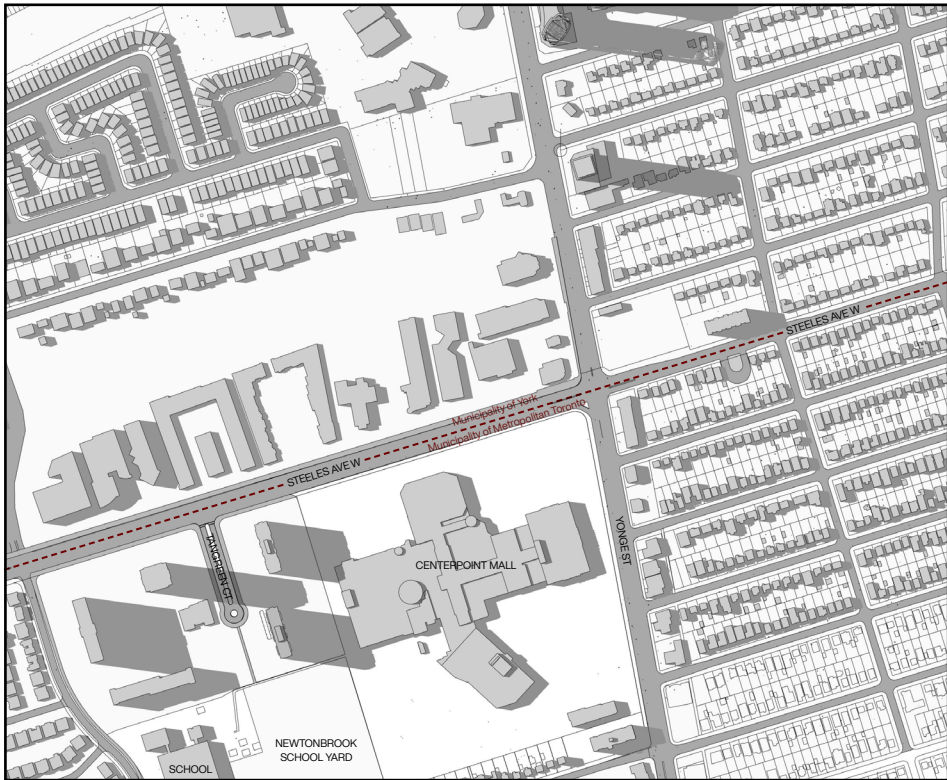 STEELES AVE W
Municipality of York
Municipality of Metropolitan Toronto
STEELES AVE W
TANGREEN CT
YONGE ST
CENTERPOINT MALL
NEWTONBROOK
SCHOOL YARD
SCHOOL